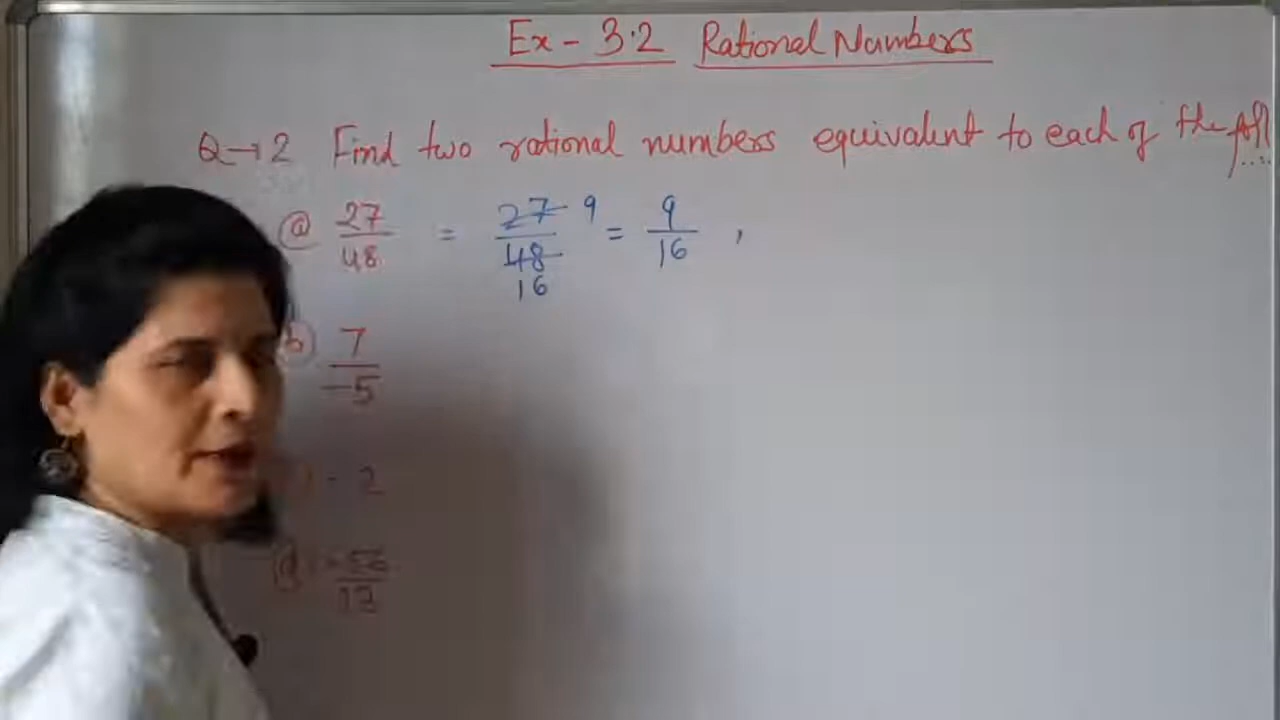 Ex - 3.2 Rational Numbers
Q→2 Find two rational numbers equivalent to each of the foll....
(a) 27/48 = 27/48 9 16 = 9/16 ,
b) 7/-5
) - 2
(d) -56/13